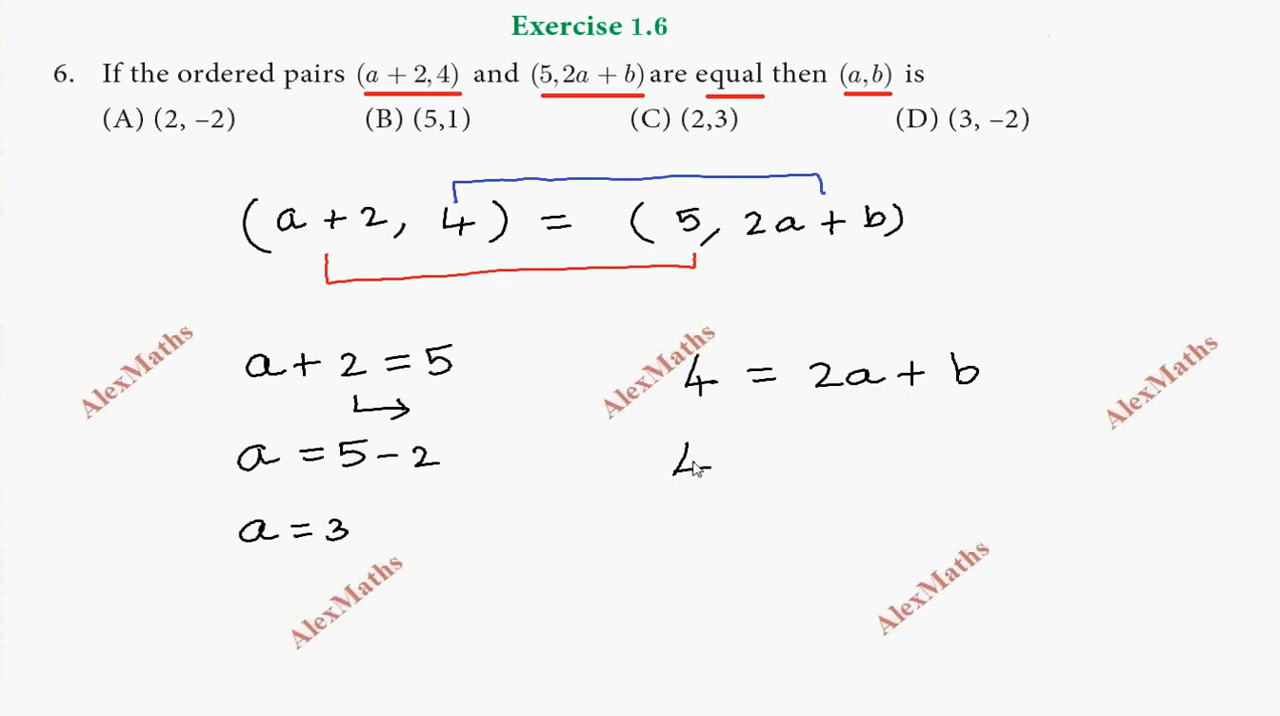 Exercise 1.6
6. If the ordered pairs (a + 2, 4) and (5, 2a + b) are equal then (a, b) is
(A) (2, −2) (B) (5,1) (C) (2,3) (D) (3, −2)
(a + 2, 4) = (5, 2a + b)
a + 2 = 5
4 = 2a + b
a = 5 − 2
4
a = 3
AlexMaths
AlexMaths
AlexMaths
AlexMaths
AlexMaths